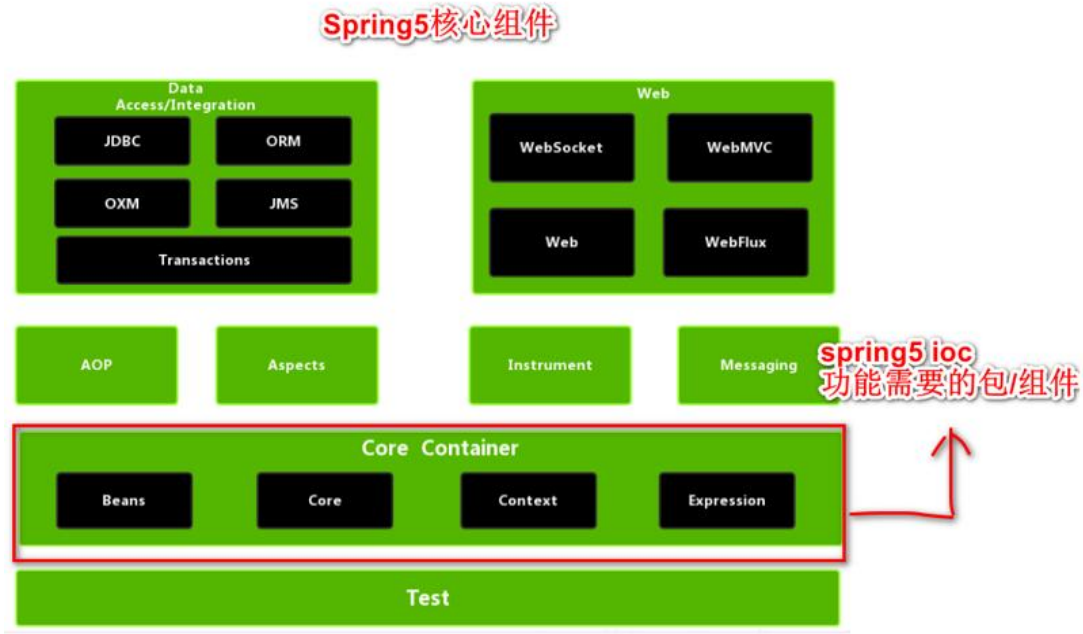 Spring5核心组件
Data
Access/Integration
JDBC
ORM
OXM
JMS
Transactions
Web
WebSocket
WebMVC
Web
WebFlux
AOP
Aspects
Instrument
Messaging
spring5 ioc
功能需要的包/组件
Core Container
Beans
Core
Context
Expression
Test